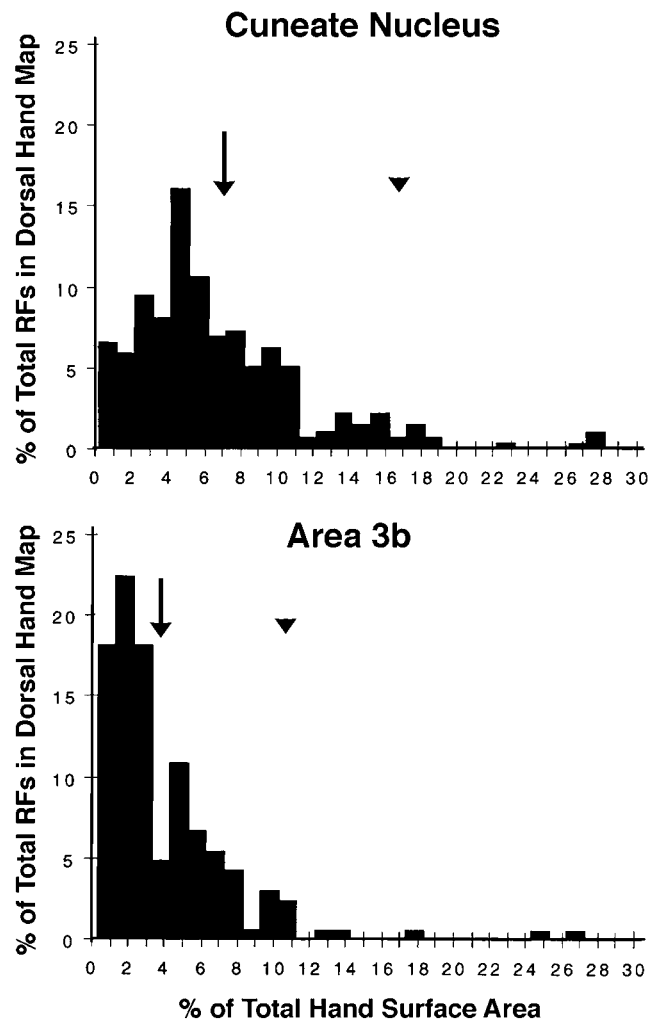 Cuneate Nucleus
% of Total RFs in Dorsal Hand Map
25
20
15
10
5
0
0 2 4 6 8 10 12 14 16 18 20 22 24 26 28 30
Area 3b
% of Total RFs in Dorsal Hand Map
25
20
15
10
5
0
0 2 4 6 8 10 12 14 16 18 20 22 24 26 28 30
% of Total Hand Surface Area